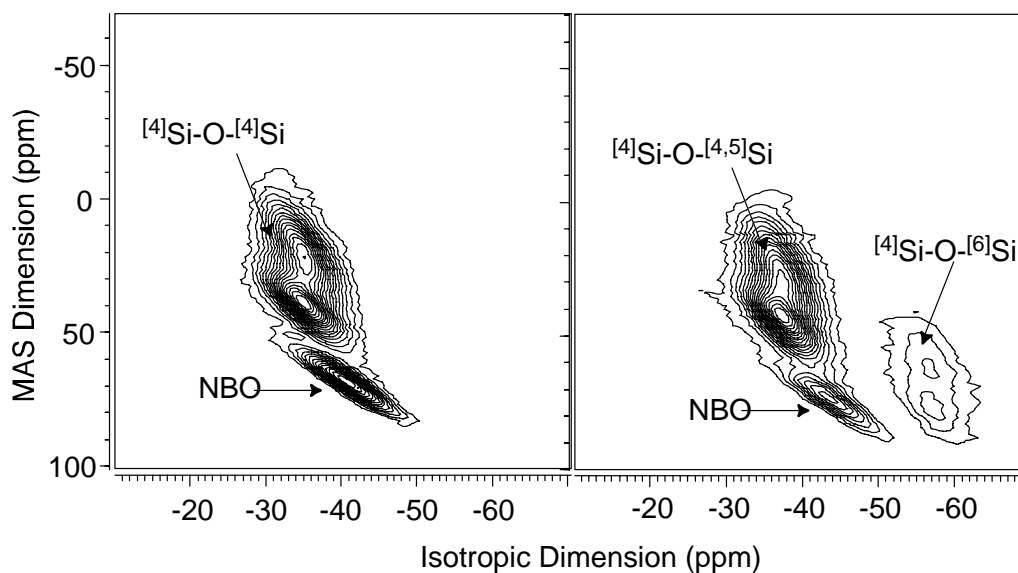 MAS Dimension (ppm)
-50
0
50
100
[4]Si-O-[4]Si
NBO
[4]Si-O-[4,5]Si
[4]Si-O-[6]Si
NBO
-20 -30 -40 -50 -60
-20 -30 -40 -50 -60
Isotropic Dimension (ppm)